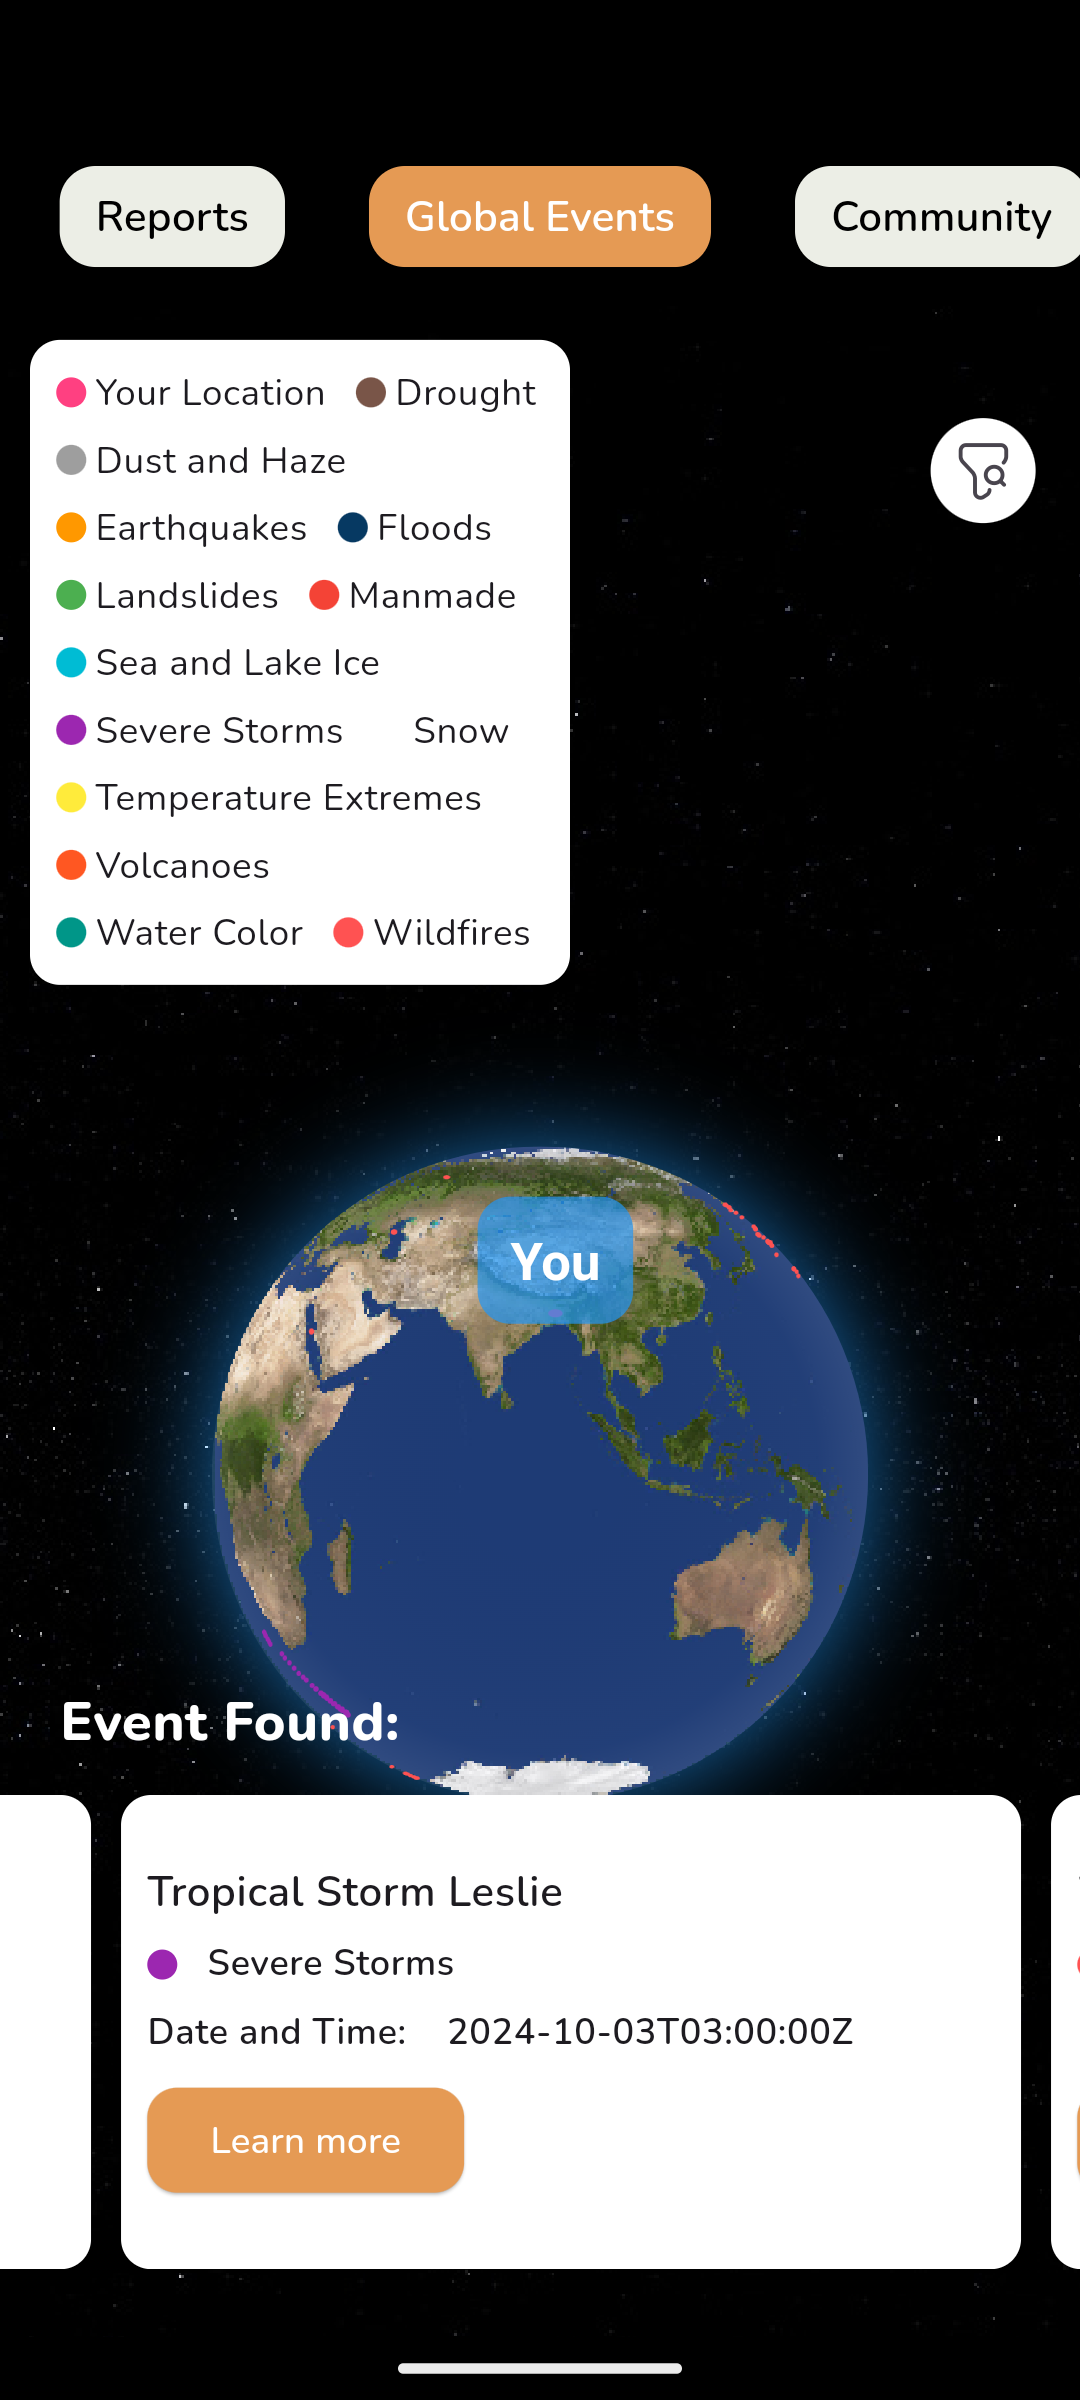 Reports Global Events Community
Your Location Drought
Dust and Haze
Earthquakes Floods
Landslides Manmade
Sea and Lake Ice
Severe Storms Snow
Temperature Extremes
Volcanoes
Water Color Wildfires
You
Event Found:
Tropical Storm Leslie
Severe Storms
Date and Time: 2024-10-03T03:00:00Z
Learn more